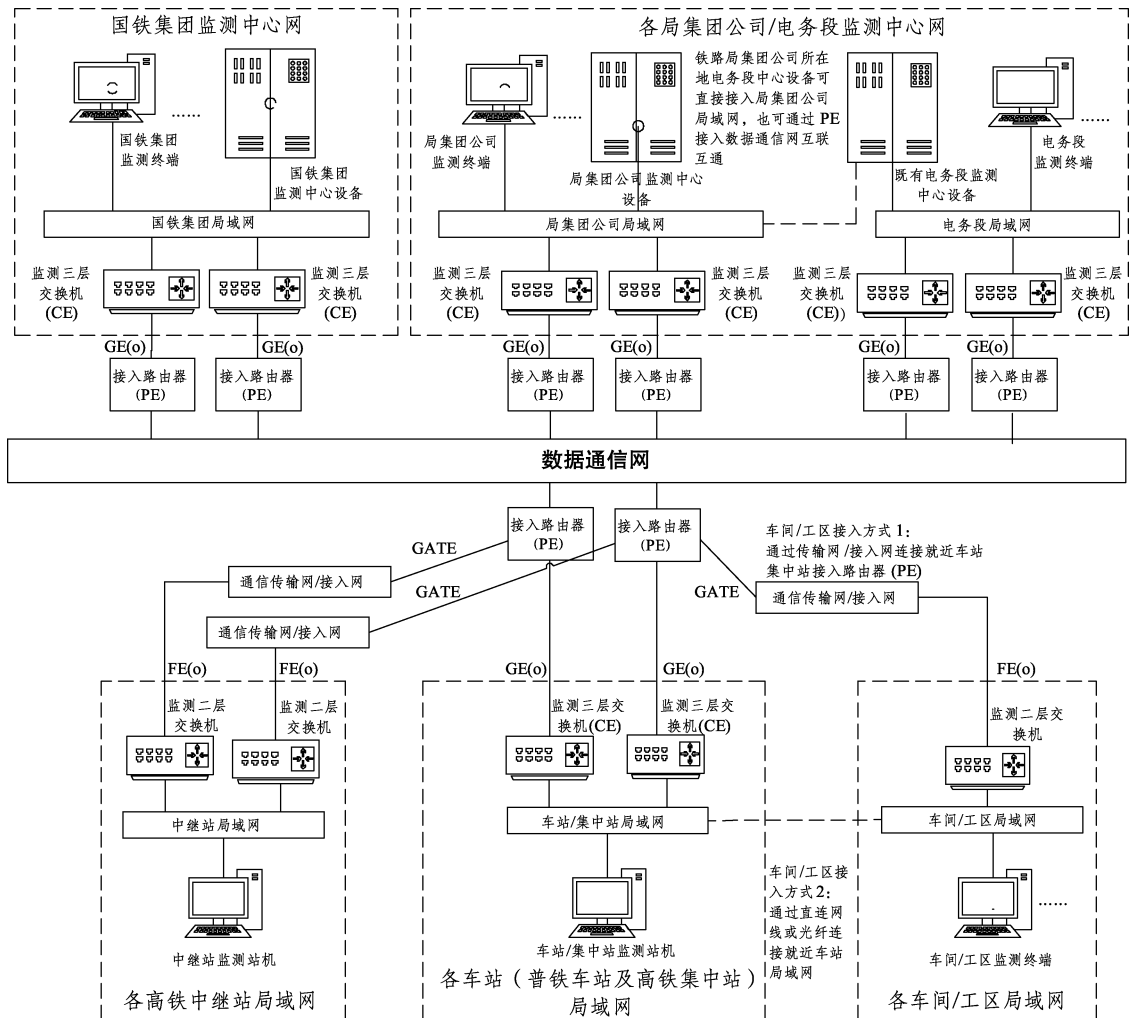 国铁集团监测中心网
各局集团公司/电务段监测中心网
......
国铁集团
监测终端
国铁集团
监测中心设备
国铁集团局域网
监测三层
交换机
(CE)
监测三层
交换机
(CE)
GE(o)
GE(o)
接入路由器
(PE)
接入路由器
(PE)
......
局集团公司
监测终端
局集团公司监测中心
设备
铁路局集团公司所在
地电务段中心设备可
直接接入局集团公司
局域网，也可通过 PE
接入数据通信网互联
互通
既有电务段监测
中心设备
......
电务段
监测终端
局集团公司局域网
电务段局域网
监测三层
交换机
(CE)
监测三层
交换机
(CE)
监测三层
交换机
(CE))
监测三层
交换机
(CE)
GE(o)
GE(o)
GE(o)
GE(o)
接入路由器
(PE)
接入路由器
(PE)
接入路由器
(PE)
接入路由器
(PE)
数据通信网
接入路由器
(PE)
接入路由器
(PE)
车间/工区接入方式 1：
通过传输网/接入网连接就近车站
集中站接入路由器 (PE)
GATE
GATE
GATE
通信传输网/接入网
通信传输网/接入网
通信传输网/接入网
FE(o)
FE(o)
GE(o)
GE(o)
FE(o)
监测二层
交换机
监测二层
交换机
中继站局域网
中继站监测站机
各高铁中继站局域网
监测三层交
换机(CE)
监测三层交
换机(CE)
车站/集中站局域网
车站/集中站监测站机
各车站（普铁车站及高铁集中站）
局域网
车间/工区接
入方式 2：
通过直连网
线或光纤连
接就近车站
局域网
监测二层交
换机
车间/工区局域网
......
车间/工区监测终端
各车间/工区局域网